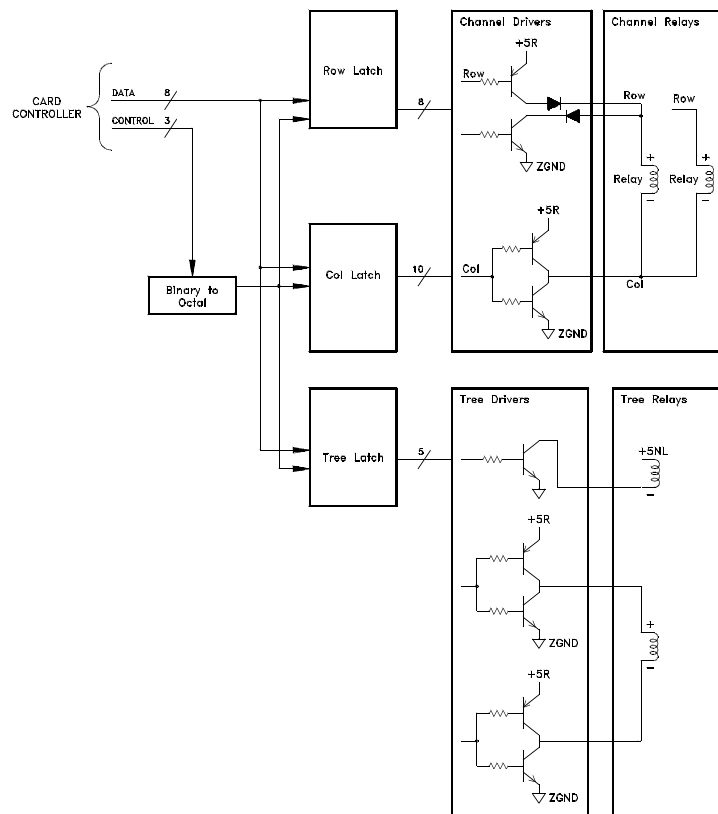 Row Latch
Channel Drivers
Channel Relays
+5R
Row
ZGND
Row
Row
+
+
Relay
Relay
-
-
CARD
CONTROLLER
DATA
8
CONTROL
3
8
Binary to
Octal
Col Latch
10
Col
+5R
ZGND
Col
Tree Latch
5
Tree Drivers
Tree Relays
+5NL
-
+5R
ZGND
+
-
+5R
ZGND